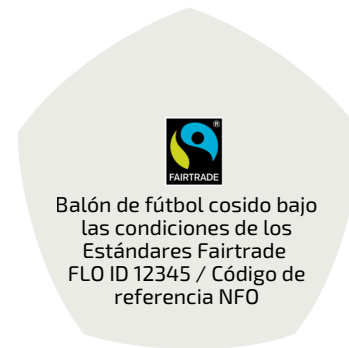 FAIRTRADE
Balón de fútbol cosido bajo
las condiciones de los
Estándares Fairtrade
FLO ID 12345 / Código de
referencia NFO